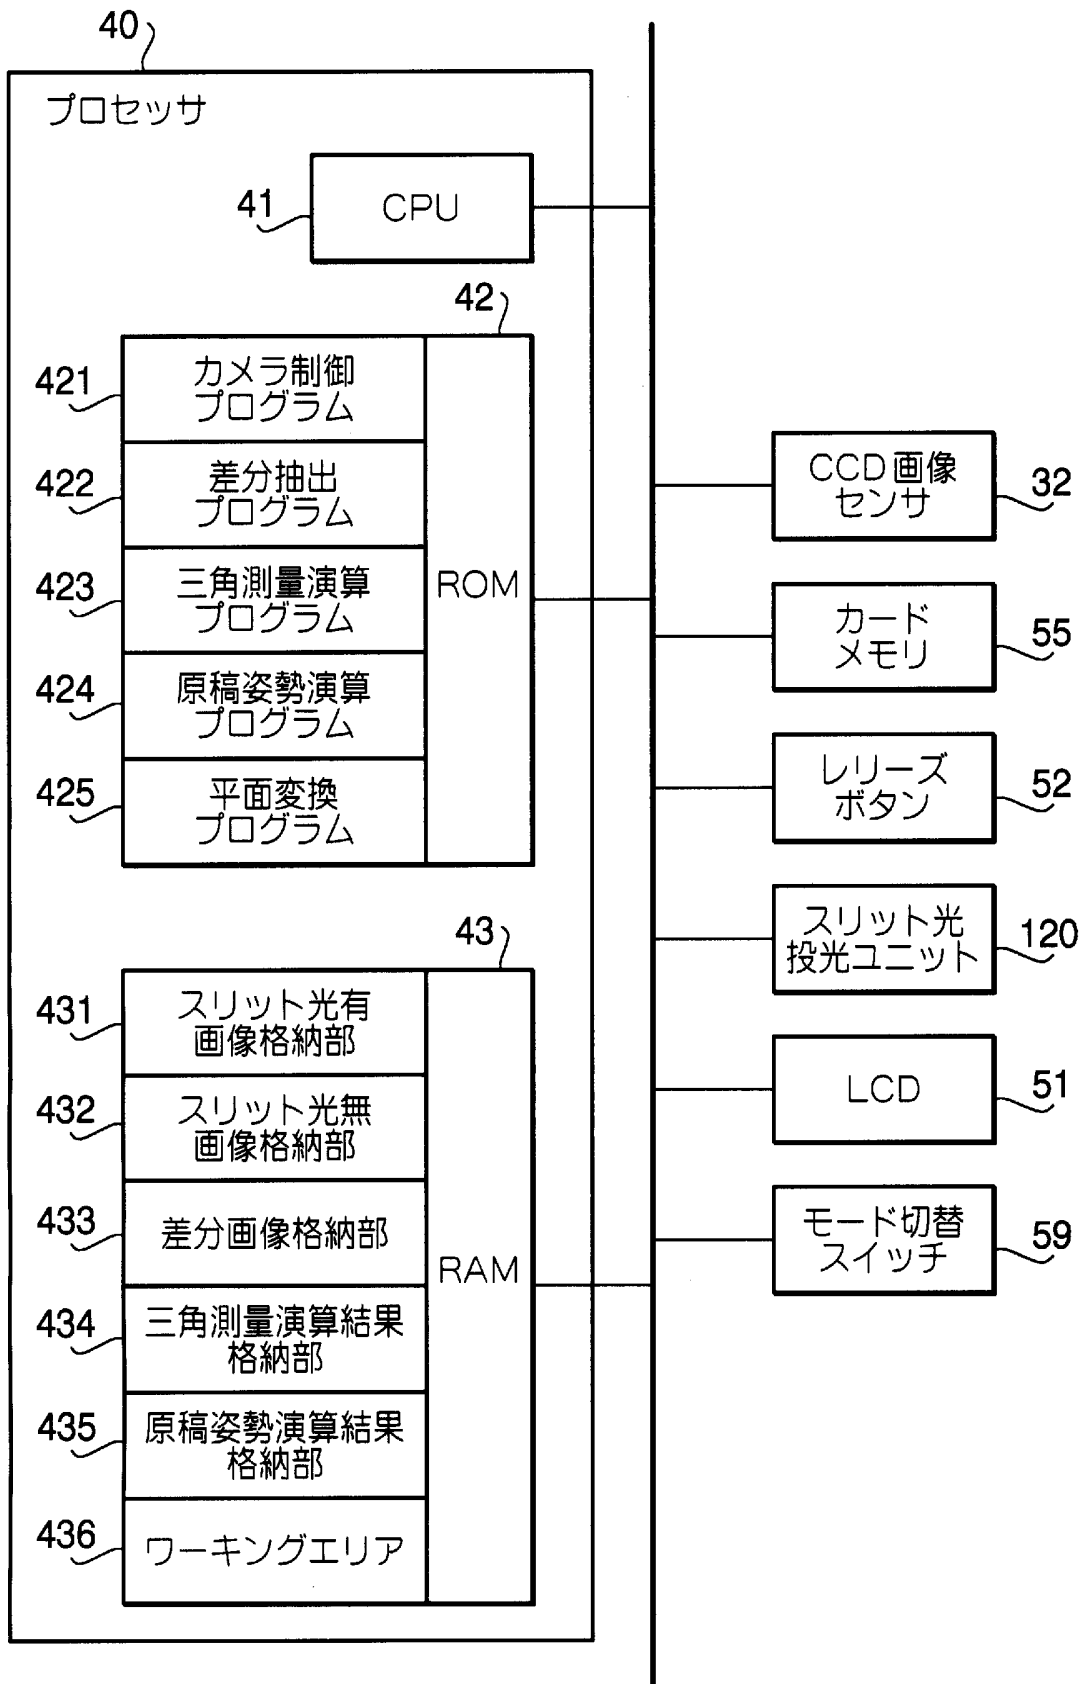 40
プロセッサ
41
CPU
42
421
カメラ制御
プログラム
422
差分抽出
プログラム
423
三角測量演算
プログラム
424
原稿姿勢演算
プログラム
425
平面変換
プログラム
ROM
43
431
スリット光有
画像格納部
432
スリット光無
画像格納部
433
差分画像格納部
434
三角測量演算結果
格納部
435
原稿姿勢演算結果
格納部
436
ワーキングエリア
RAM
CCD画像
センサ
32
カード
メモリ
55
レリーズ
ボタン
52
スリット光
投光ユニット
120
LCD
51
モード切替
スイッチ
59